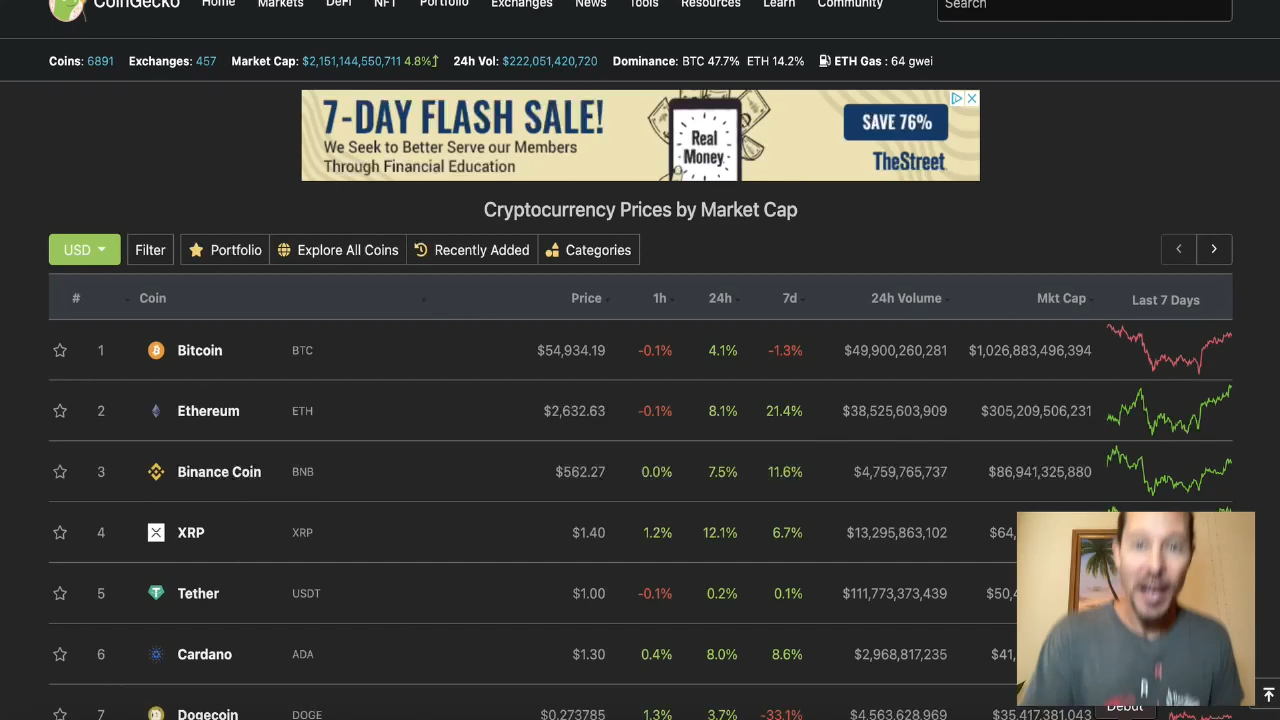 CoinGecko Home Markets DeFi NFT Portfolio Exchanges News Tools Resources Learn Community Search
Coins: 6891 Exchanges: 457 Market Cap: $2,151,144,550,711 4.8% 24h Vol: $222,051,420,720 Dominance: BTC 47.7% ETH 14.2% ETH Gas : 64 gwei
7-DAY FLASH SALE!
We Seek to Better Serve our Members
Through Financial Education
Real
Money
SAVE 76%
TheStreet
Cryptocurrency Prices by Market Cap
USD Filter Portfolio Explore All Coins Recently Added Categories
# Coin Price 1h 24h 7d 24h Volume Mkt Cap Last 7 Days
1 Bitcoin BTC $54,934.19 -0.1% 4.1% -1.3% $49,900,260,281 $1,026,883,496,394
2 Ethereum ETH $2,632.63 -0.1% 8.1% 21.4% $38,525,603,909 $305,209,506,231
3 Binance Coin BNB $562.27 0.0% 7.5% 11.6% $4,759,765,737 $86,941,325,880
4 XRP XRP $1.40 1.2% 12.1% 6.7% $13,295,863,102 $64,
5 Tether USDT $1.00 -0.1% 0.2% 0.1% $111,773,373,439 $50,4
6 Cardano ADA $1.30 0.4% 8.0% 8.6% $2,968,817,235 $41,
7 Dogecoin DOGE $0.273785 1.3% 3.7% -33.1% $4,563,628,969 $35,417,381,043
Debut